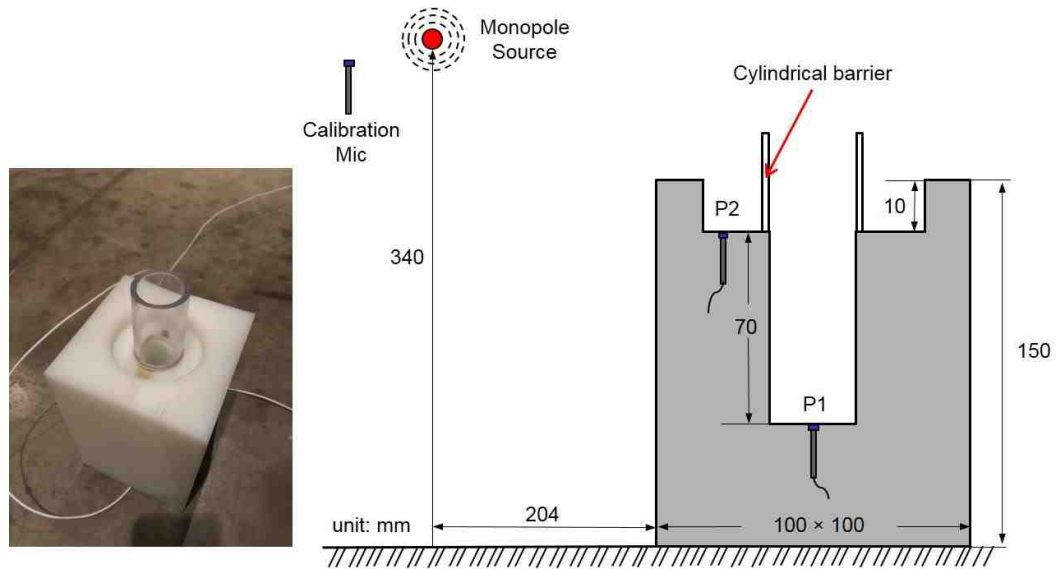 Monopole
Source
Cylindrical barrier
Calibration
Mic
P2
10
340
70
150
P1
204
unit: mm
100 × 100